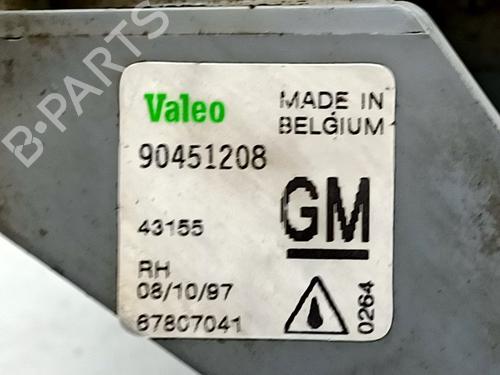 B-PARTS
Valeo
MADE IN
BELGIUM
90451208
GM
43155
RH
08/10/97
67807041
0264